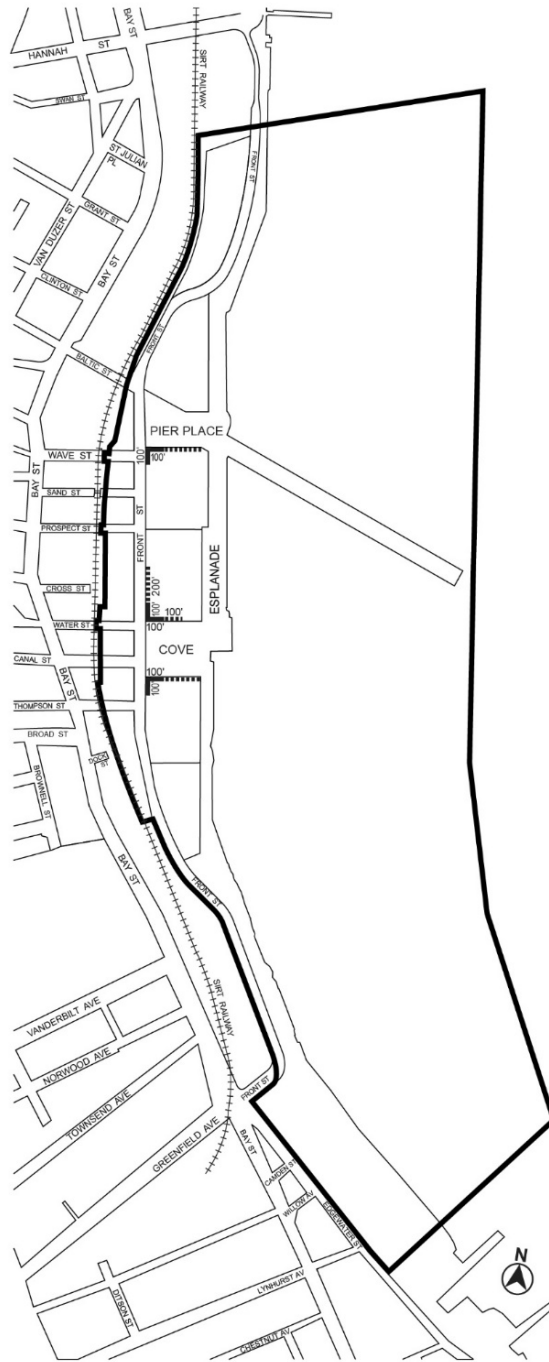 BAY ST
HANNAH
ST
SIRT RAILWAY
SWAN ST
ST JULIAN
PL
FRONT ST
GRANT ST
VAN DUZER ST
BAY ST
CLINTON ST
FRONT ST
BALTIC ST
PIER PLACE
WAVE ST
100'
100'
BAY ST
SAND ST
ST
PROSPECT ST
FRONT
ESPLANADE
200'
CROSS ST
100'
100'
WATER ST
100'
COVE
CANAL ST
100'
BAY ST
100'
THOMPSON ST
BROAD ST
DOCK
ST
BROWNELL ST
BAY ST
FRONT ST
SIRT RAILWAY
VANDERBILT AVE
NORWOOD AVE
TOWNSEND AVE
FRONT ST
GREENFIELD AVE
BAY ST
CAMDEN ST
WILLOW AV
EDGEWATER ST
N
LYNHURST AV
DITSON ST
CHESTNUT AV